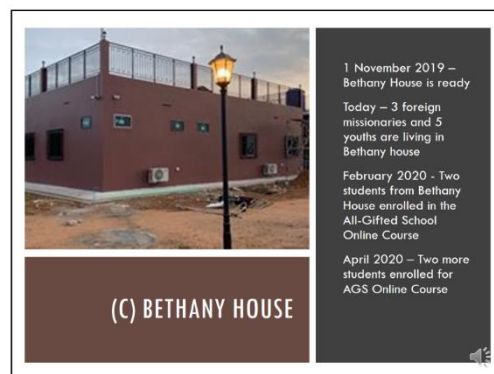 1 November 2019 –
Bethany House is ready
Today – 3 foreign
missionaries and 5
youths are living in
Bethany house
February 2020 - Two
students from Bethany
House enrolled in the
All-Gifted School
Online Course
April 2020 – Two more
students enrolled for
AGS Online Course
(C) BETHANY HOUSE